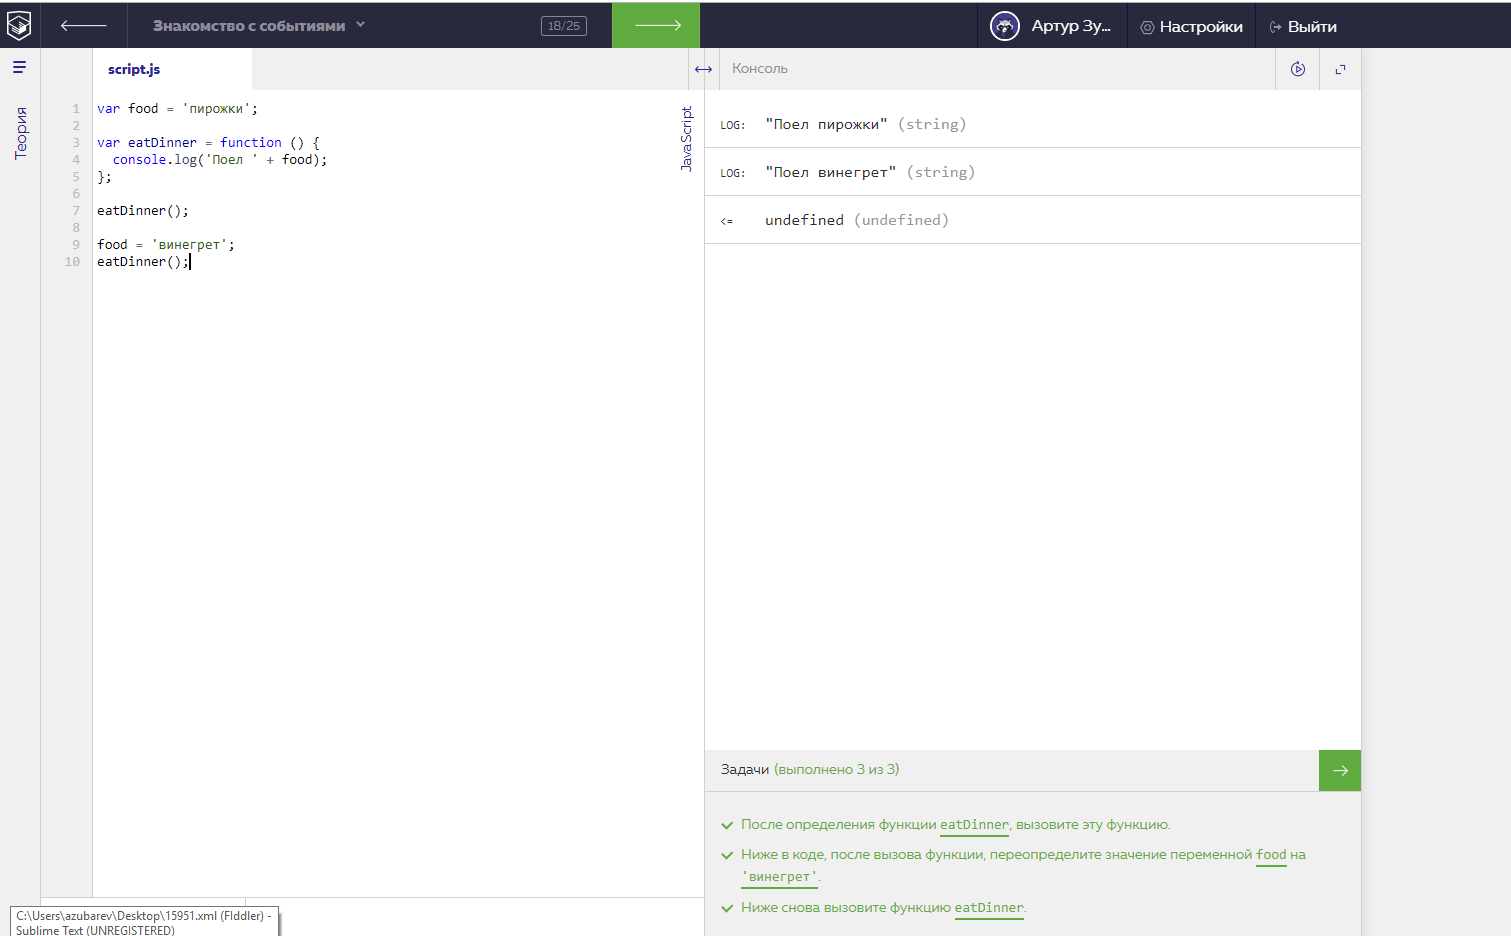 Знакомство с событиями
18/25
Артур Зу...
Настройки
Выйти
Теория
script.js
JavaScript
1 var food = 'пирожки';
2
3 var eatDinner = function () {
4 console.log('Поел ' + food);
5 };
6
7 eatDinner();
8
9 food = 'винегрет';
10 eatDinner();
Консоль
LOG: "Поел пирожки" (string)
LOG: "Поел винегрет" (string)
<= undefined (undefined)
Задачи (выполнено 3 из 3)
После определения функции eatDinner, вызовите эту функцию.
Ниже в коде, после вызова функции, переопределите значение переменной food на
'винегрет'.
Ниже снова вызовите функцию eatDinner.
C:\Users\azubarev\Desktop\15951.xml (FIddler) -
Sublime Text (UNREGISTERED)